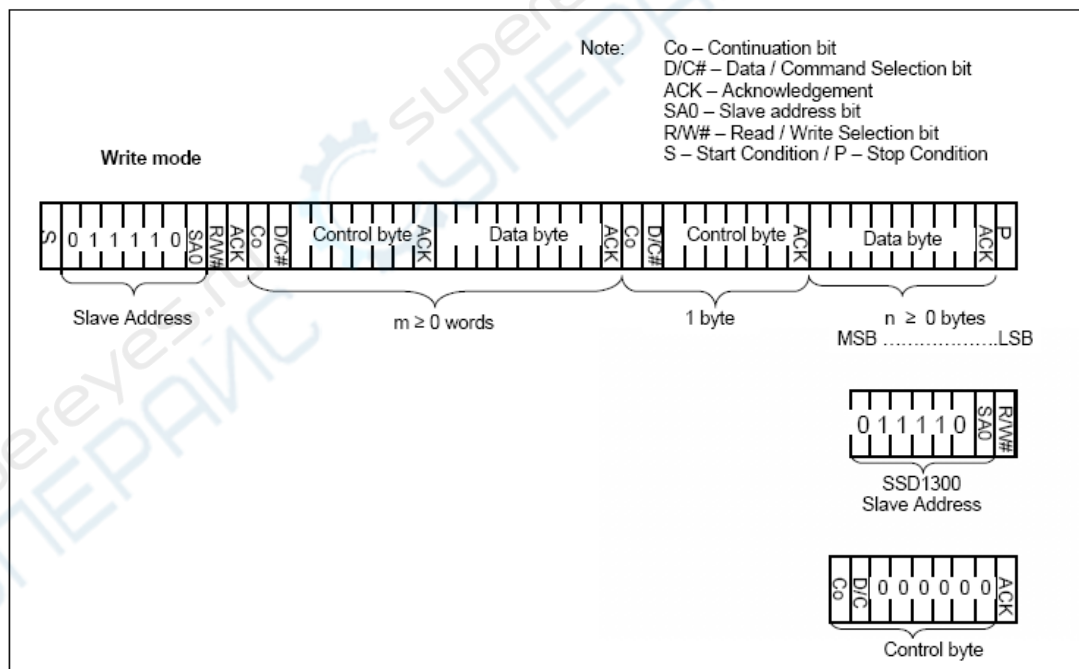 Note: Co – Continuation bit
D/C# – Data / Command Selection bit
ACK – Acknowledgement
SA0 – Slave address bit
R/W# – Read / Write Selection bit
S – Start Condition / P – Stop Condition
Write mode
S 0 1 1 1 1 0 SA0 R/W# ACK Co D/C# Control byte ACK Data byte ACK Co D/C# Control byte ACK Data byte ACK P
Slave Address m ≥ 0 words 1 byte n ≥ 0 bytes
MSB ....................LSB
0 1 1 1 1 0 SA0 R/W#
SSD1300
Slave Address
Co D/C 0 0 0 0 0 0 ACK
Control byte
supereyes.ru
СУПЕРАЙС